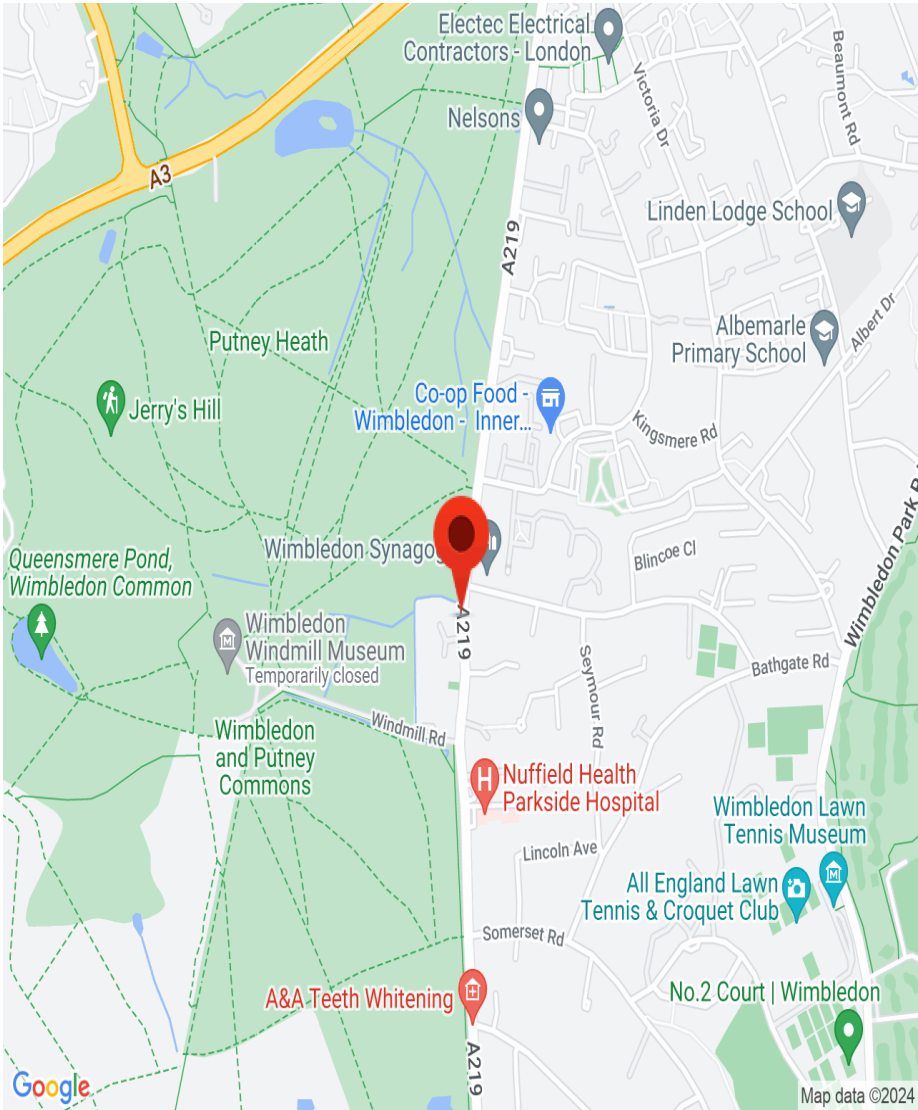 Electec Electrical
Contractors - London
Beaumont Rd
Victoria Dr
Nelsons
A3
Linden Lodge School
A219
Albert Dr
Albemarle
Primary School
Putney Heath
Jerry's Hill
Co-op Food -
Wimbledon - Inner...
Kingsmere Rd
Wimbledon Park
Wimbledon
Blincoe Cl
Queensmere Pond,
Wimbledon Common
A219
Wimbledon
Windmill Museum
Temporarily closed
Seymour Rd
Bathgate Rd
Windmill Rd
Wimbledon
and Putney
Commons
Nuffield Health
Parkside Hospital
H
Wimbledon Lawn
Tennis Museum
Lincoln Ave
All England Lawn
Tennis & Croquet Club
Somerset Rd
A&A Teeth Whitening
No.2 Court | Wimbledon
A219
Google
Map data ©2024